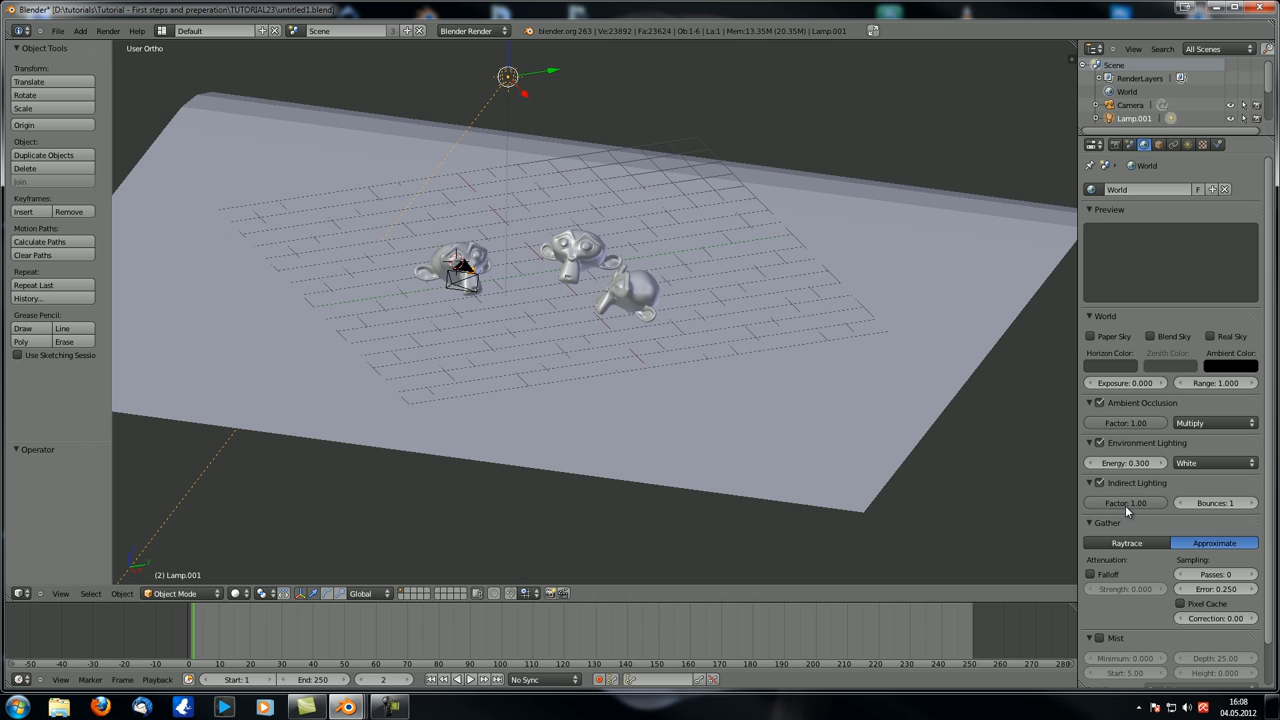 Blender* [D:\tutorials\Tutorial - First steps and preperation\TUTORIAL23\untitled1.blend]
File Add Render Help Default Scene 3 Blender Render blender.org 263 | Ve:23892 | Fa:23624 | Ob:1-6 | La:1 | Mem:13.35M (20.35M) | Lamp.001
Object Tools
Transform:
Translate
Rotate
Scale
Origin
Object:
Duplicate Objects
Delete
Join
Keyframes:
Insert Remove
Motion Paths:
Calculate Paths
Clear Paths
Repeat:
Repeat Last
History...
Grease Pencil:
Draw Line
Poly Erase
Use Sketching Sessio
Operator
User Ortho
(2) Lamp.001
View Select Object Object Mode Global
View Search All Scenes
Scene
RenderLayers
World
Camera
Lamp.001
World
World F
Preview
World
Paper Sky Blend Sky Real Sky
Horizon Color: Zenith Color: Ambient Color:
Exposure: 0.000 Range: 1.000
Ambient Occlusion
Factor: 1.00 Multiply
Environment Lighting
Energy: 0.300 White
Indirect Lighting
Factor: 1.00 Bounces: 1
Gather
Raytrace Approximate
Attenuation: Sampling:
Falloff Passes: 0
Strength: 0.000 Error: 0.250
Pixel Cache
Correction: 0.00
Mist
Minimum: 0.000 Depth: 25.00
Start: 5.00 Height: 0.000
-50 -40 -30 -20 -10 0 10 20 30 40 50 60 70 80 90 100 110 120 130 140 150 160 170 180 190 200 210 220 230 240 250 260 270 280
View Marker Frame Playback Start: 1 End: 250 2 No Sync
16:08
04.05.2012